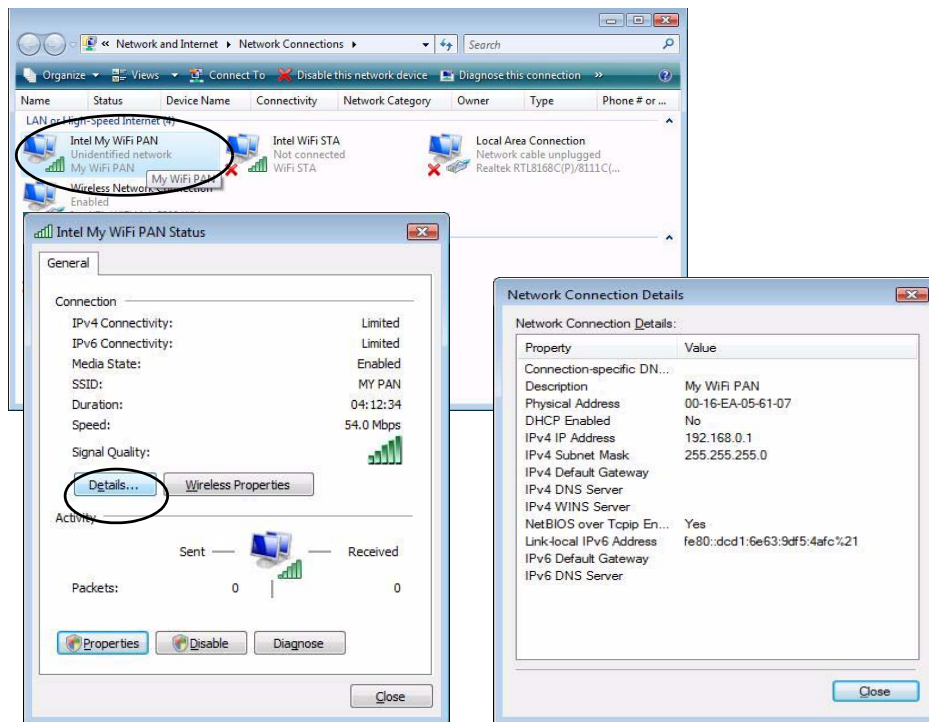 « Network and Internet ▸ Network Connections ▸ Search
Organize Views Connect To Disable this network device Diagnose this connection »
Name Status Device Name Connectivity Network Category Owner Type Phone # or ...
LAN or High-Speed Internet (4)
Intel My WiFi PAN
Unidentified network
My WiFi PAN
My WiFi PAN
Intel WiFi STA
Not connected
WiFi STA
Local Area Connection
Network cable unplugged
Realtek RTL8168C(P)/8111C(...
Wireless Network Connection
Enabled
Intel My WiFi PAN Status
General
Connection
IPv4 Connectivity: Limited
IPv6 Connectivity: Limited
Media State: Enabled
SSID: MY PAN
Duration: 04:12:34
Speed: 54.0 Mbps
Signal Quality:
Details... Wireless Properties
Activity
Sent Received
Packets: 0 0
Properties Disable Diagnose
Close
Network Connection Details
Network Connection Details:
Property Value
Connection-specific DN...
Description My WiFi PAN
Physical Address 00-16-EA-05-61-07
DHCP Enabled No
IPv4 IP Address 192.168.0.1
IPv4 Subnet Mask 255.255.255.0
IPv4 Default Gateway
IPv4 DNS Server
IPv4 WINS Server
NetBIOS over Tcpip En... Yes
Link-local IPv6 Address fe80::dcd1:6e63:9df5:4afc%21
IPv6 Default Gateway
IPv6 DNS Server
Close